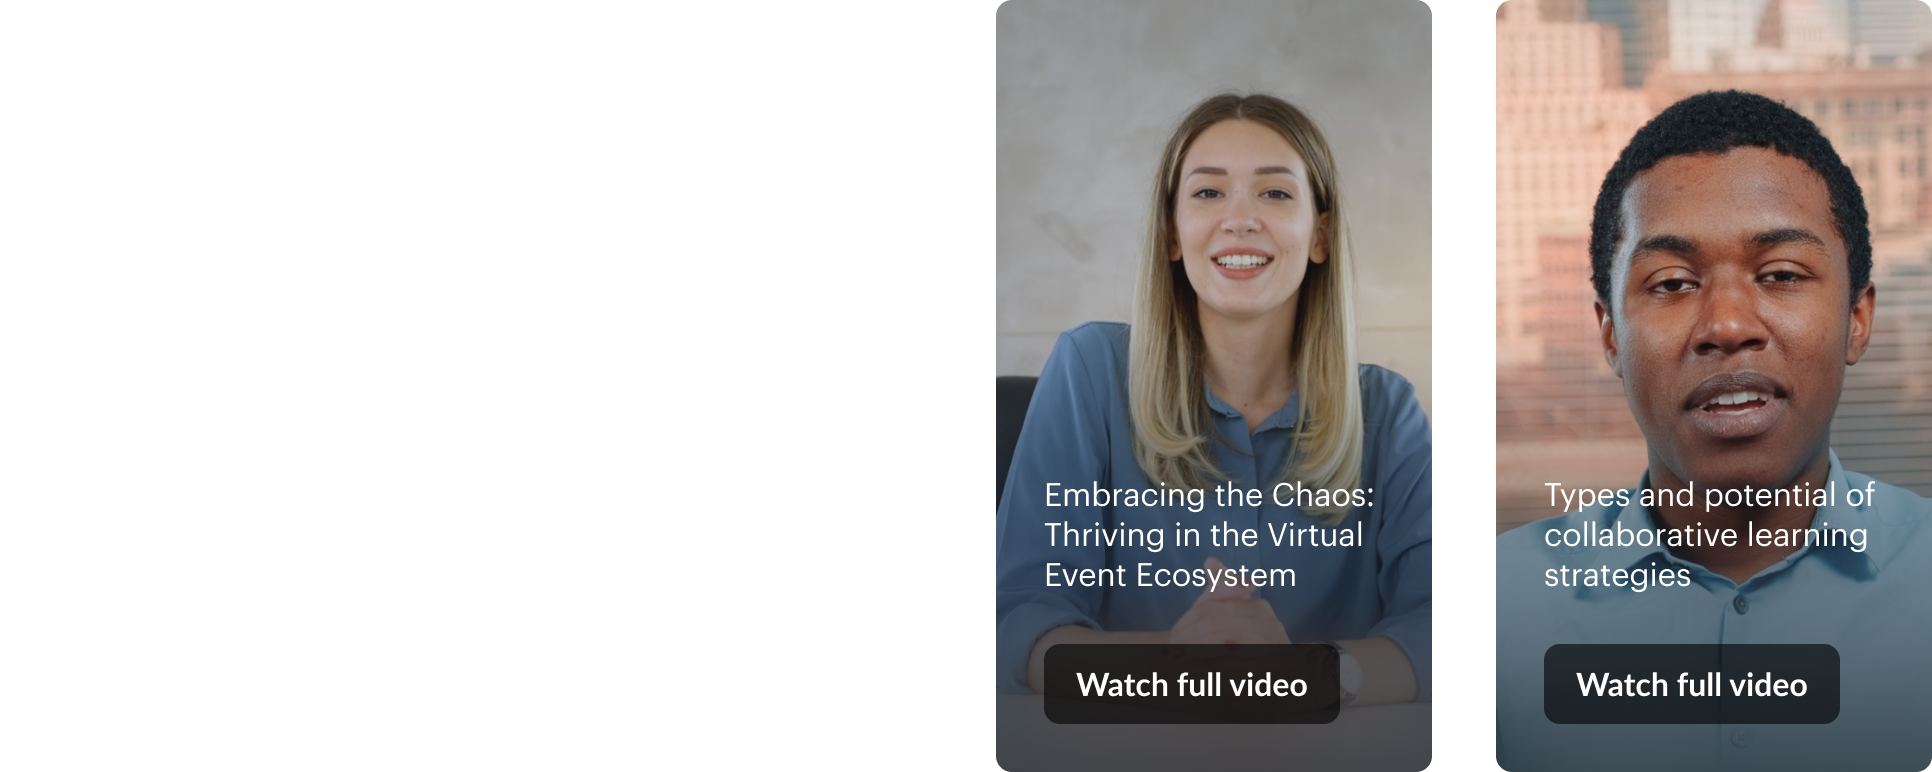 Embracing the Chaos:
Thriving in the Virtual
Event Ecosystem
Watch full video
Types and potential of
collaborative learning
strategies
Watch full video